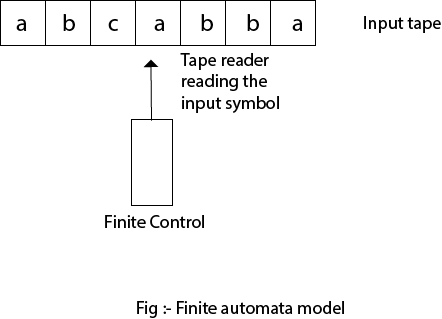 a b c a b b a Input tape
Tape reader
reading the
input symbol
Finite Control
Fig :- Finite automata model